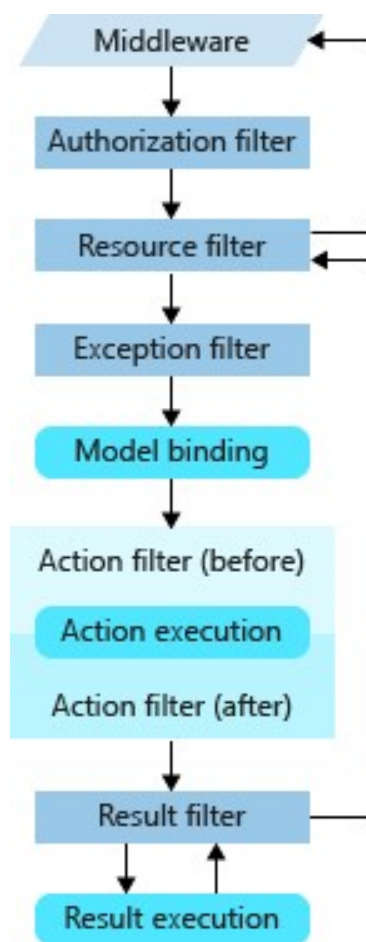 Middleware
Authorization filter
Resource filter
Exception filter
Model binding
Action filter (before)
Action execution
Action filter (after)
Result filter
Result execution